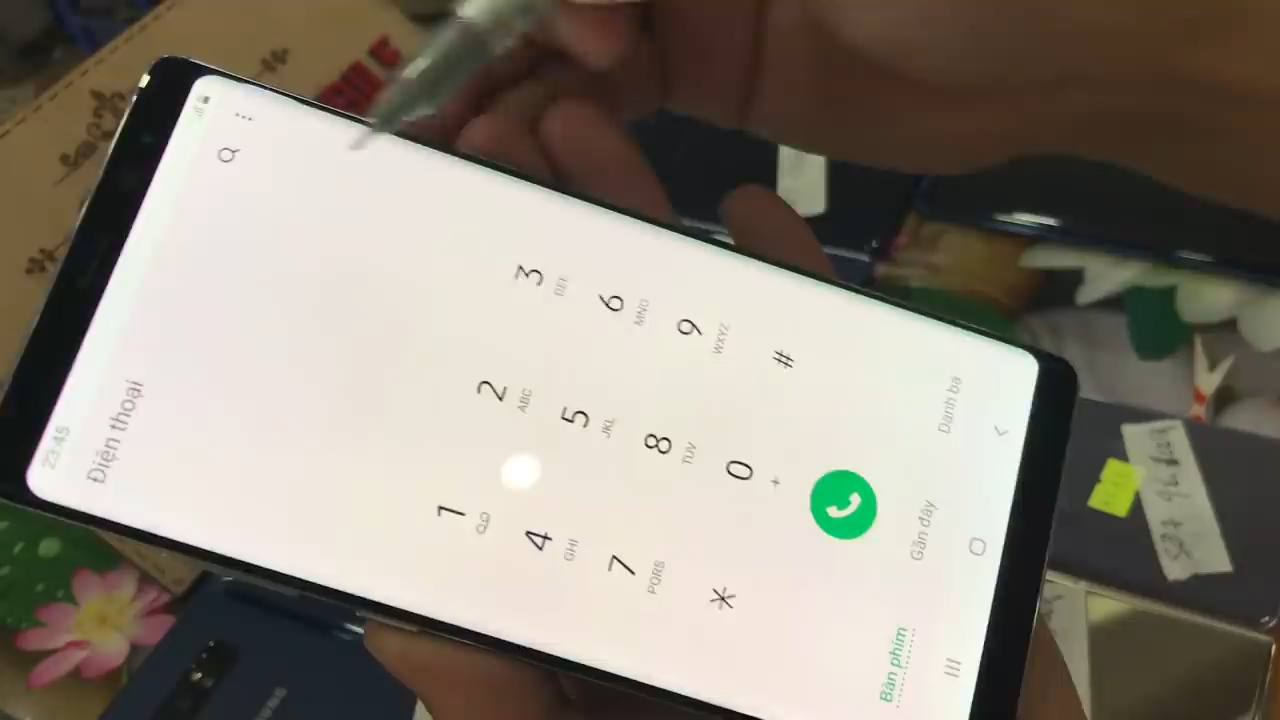 23:45
Điện thoại
1
2 ABC
3 DEF
4 GHI
5 JKL
6 MNO
7 PQRS
8 TUV
9 WXYZ
*
0 +
#
Bàn phím
Gần đây
Danh bạ
SAMSUNG